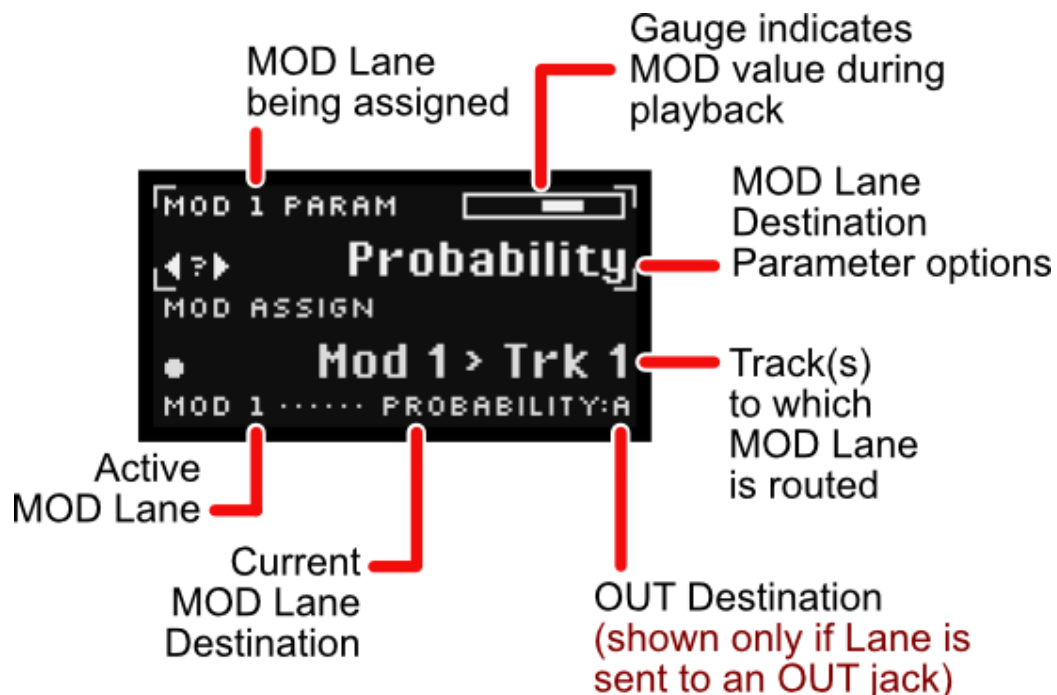 MOD Lane
being assigned
Gauge indicates
MOD value during
playback
MOD 1 PARAM
?
Probability
MOD Lane
Destination
Parameter options
MOD ASSIGN
Mod 1 > Trk 1
Track(s)
to which
MOD Lane
is routed
MOD 1 ······ PROBABILITY:A
Active
MOD Lane
Current
MOD Lane
Destination
OUT Destination
(shown only if Lane is
sent to an OUT jack)